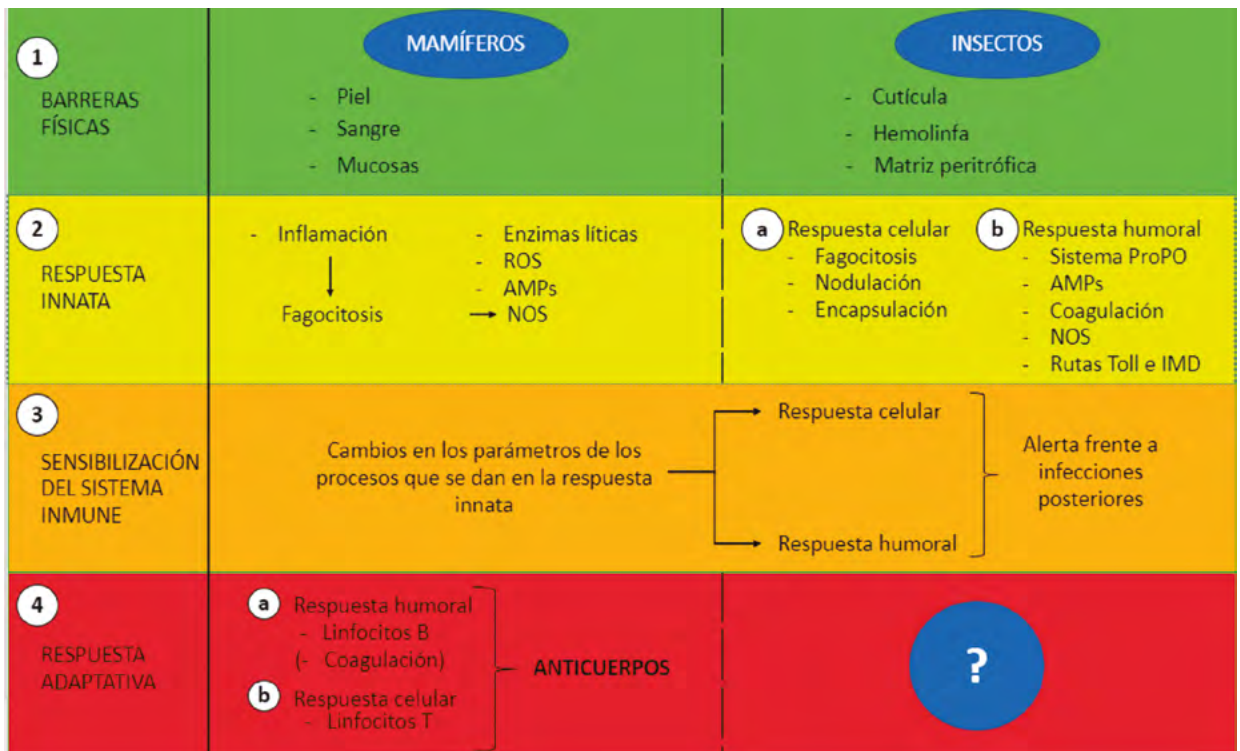 MAMÍFEROS
INSECTOS
1
BARRERAS
FÍSICAS
- Piel
- Sangre
- Mucosas
- Cutícula
- Hemolinfa
- Matriz peritrófica
2
RESPUESTA
INNATA
- Inflamación
Fagocitosis
- Enzimas líticas
- ROS
- AMPs
NOS
a Respuesta celular
- Fagocitosis
- Nodulación
- Encapsulación
b Respuesta humoral
- Sistema ProPO
- AMPs
- Coagulación
- NOS
- Rutas Toll e IMD
3
SENSIBILIZACIÓN
DEL SISTEMA
INMUNE
Cambios en los parámetros de los
procesos que se dan en la respuesta
innata
Respuesta celular
Respuesta humoral
Alerta frente a
infecciones
posteriores
4
RESPUESTA
ADAPTATIVA
a Respuesta humoral
- Linfocitos B
(- Coagulación)
b Respuesta celular
- Linfocitos T
ANTICUERPOS
?